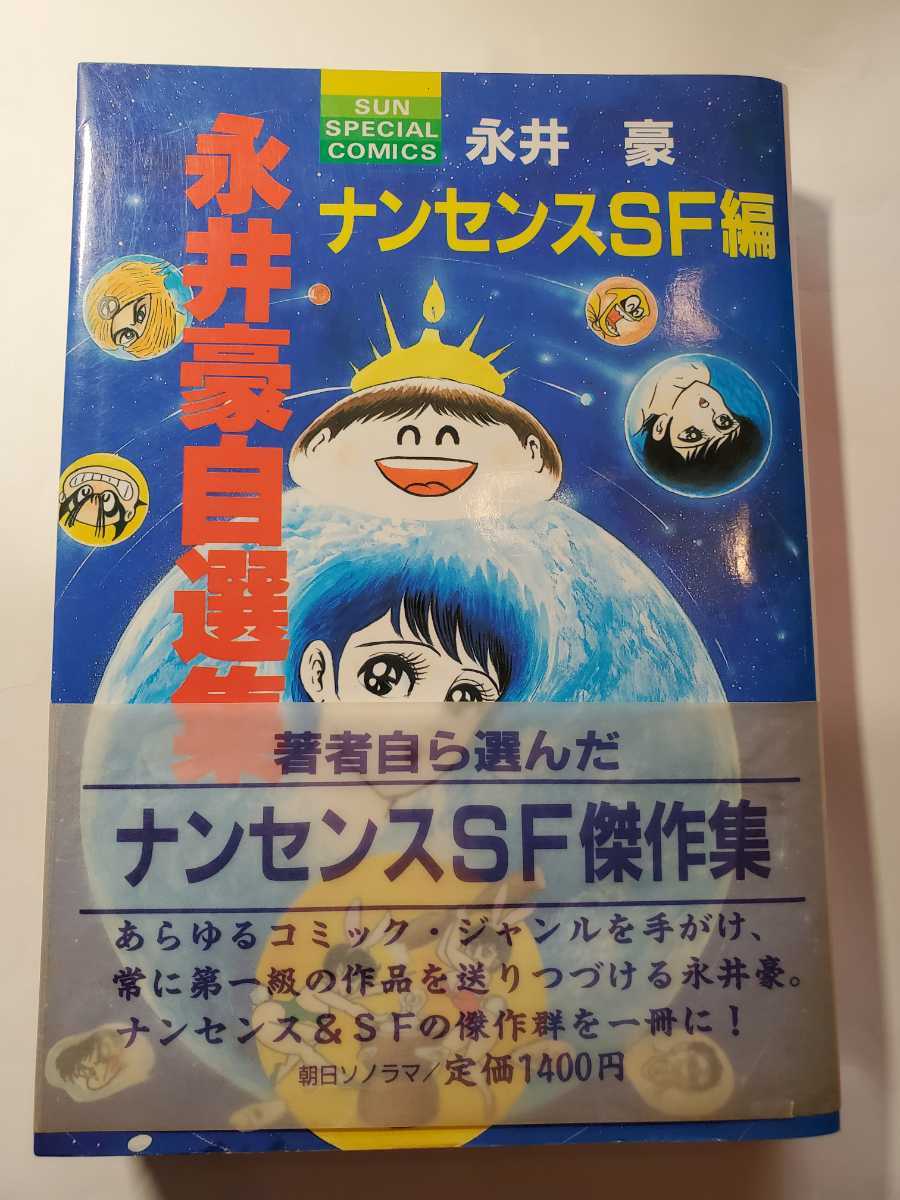 SUN
SPECIAL
COMICS
永井 豪
ナンセンスSF編
永井豪自選集
著者自ら選んだ
ナンセンスSF傑作集
あらゆるコミック・ジャンルを手がけ、
常に第一級の作品を送りつづける永井豪。
ナンセンス&SFの傑作群を一冊に!
朝日ソノラマ/定価1400円